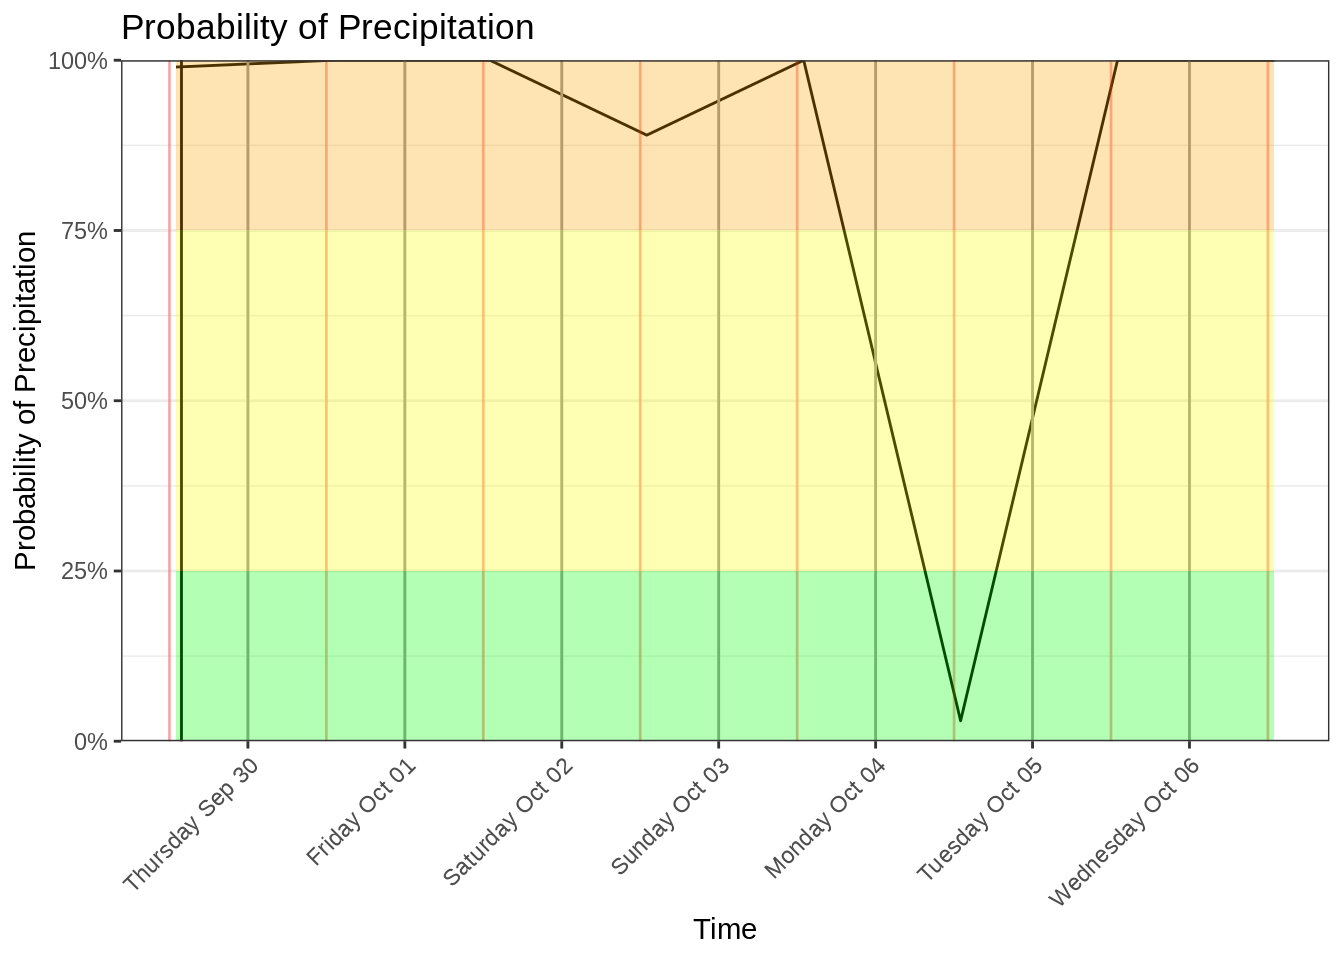 Probability of Precipitation
100%
75%
50%
25%
0%
Probability of Precipitation
Thursday Sep 30
Friday Oct 01
Saturday Oct 02
Sunday Oct 03
Monday Oct 04
Tuesday Oct 05
Wednesday Oct 06
Time